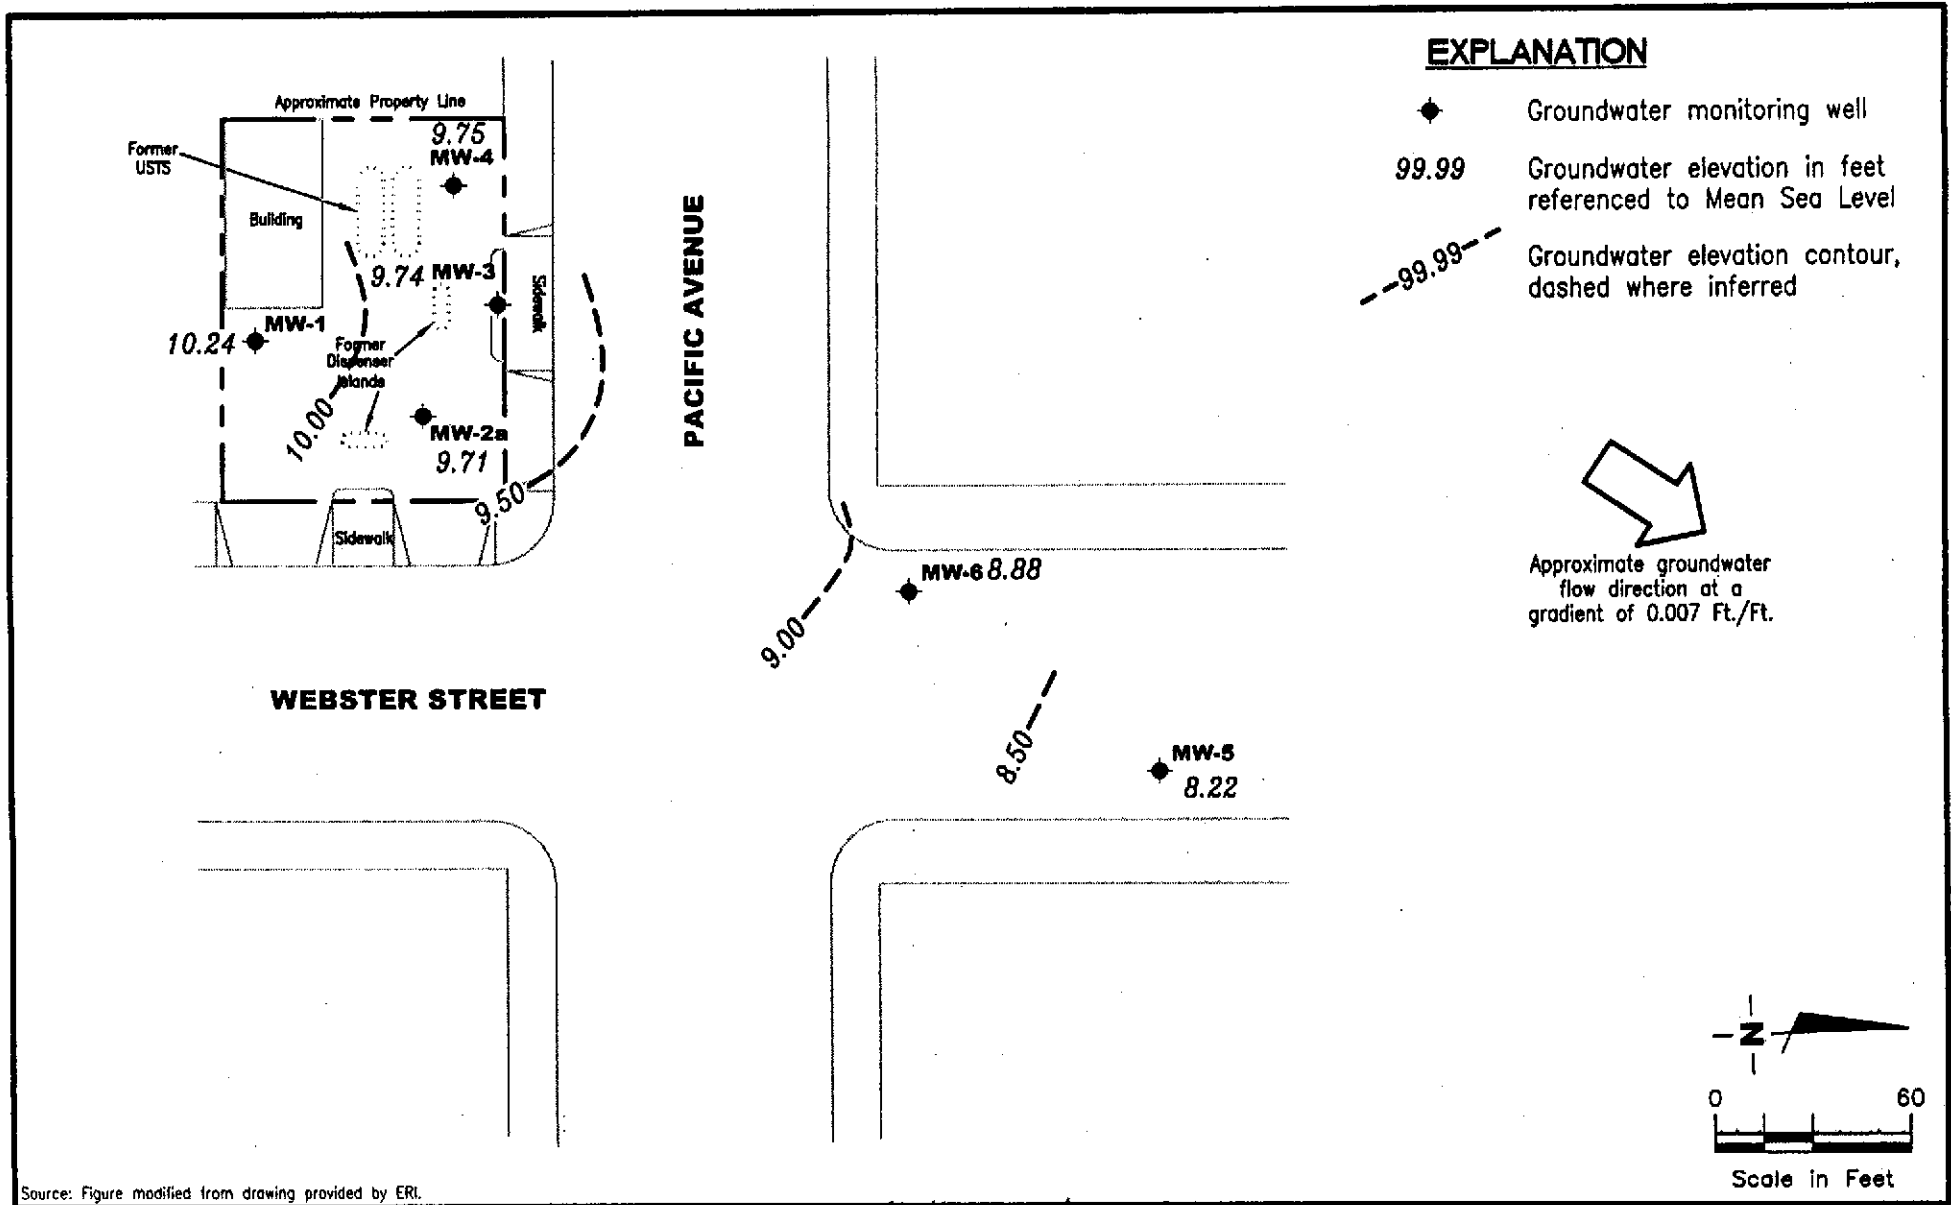 EXPLANATION
Groundwater monitoring well
99.99
Groundwater elevation in feet
referenced to Mean Sea Level
99.99
Groundwater elevation contour,
dashed where inferred
Approximate groundwater
flow direction at a
gradient of 0.007 Ft./Ft.
Approximate Property Line
Former
USTS
Building
9.75
MW-4
9.74
MW-3
Sidewalk
MW-1
10.24
Former
Dispenser
Islands
10.00
MW-2a
9.71
9.50
Sidewalk
PACIFIC AVENUE
MW-6 8.88
9.00
WEBSTER STREET
8.50
MW-5
8.22
N
0 60
Scale in Feet
Source: Figure modified from drawing provided by ERI.